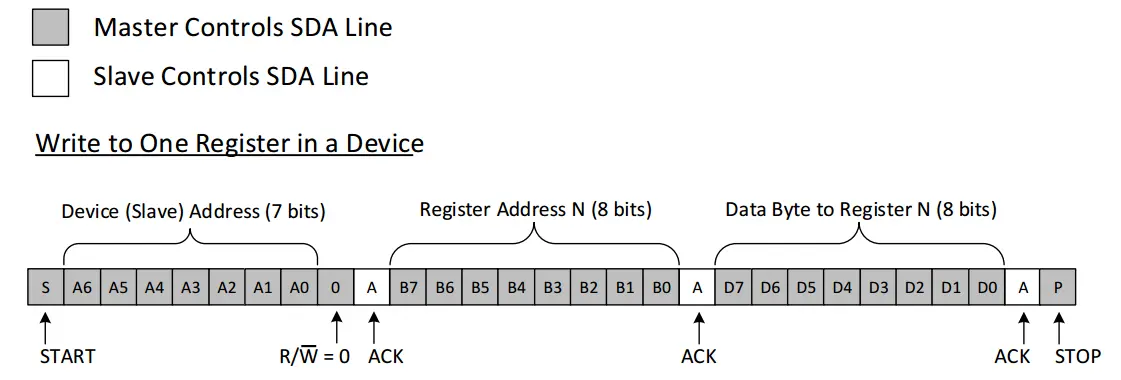 Master Controls SDA Line
Slave Controls SDA Line
Write to One Register in a Device
Device (Slave) Address (7 bits) Register Address N (8 bits) Data Byte to Register N (8 bits)
S A6 A5 A4 A3 A2 A1 A0 0 A B7 B6 B5 B4 B3 B2 B1 B0 A D7 D6 D5 D4 D3 D2 D1 D0 A P
START R/W̅ = 0 ACK ACK ACK STOP